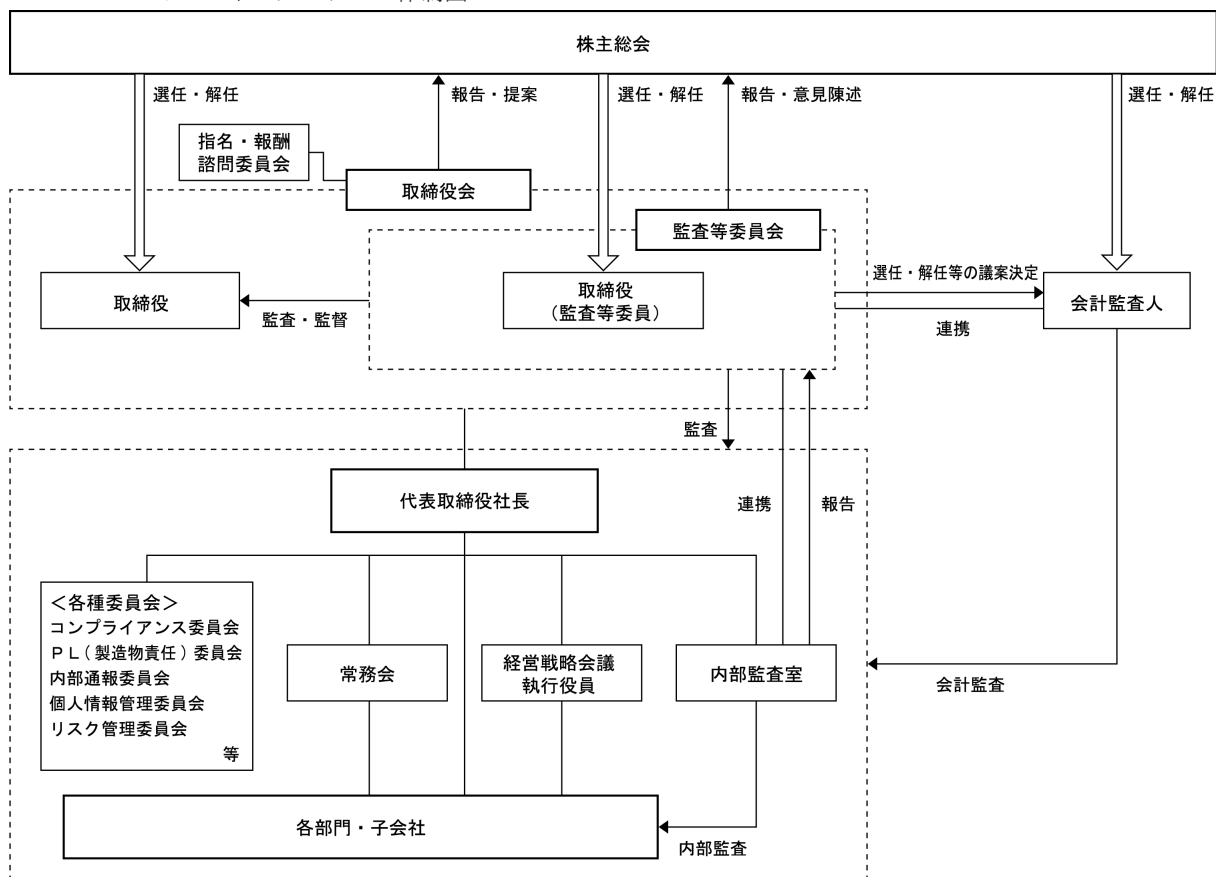 株主総会
選任・解任
報告・提案
選任・解任
報告・意見陳述
選任・解任
指名・報酬
諮問委員会
取締役会
監査等委員会
取締役
監査・監督
取締役
（監査等委員）
選任・解任等の議案決定
連携
会計監査人
監査
代表取締役社長
連携
報告
＜各種委員会＞
コンプライアンス委員会
ＰＬ（製造物責任）委員会
内部通報委員会
個人情報管理委員会
リスク管理委員会
等
常務会
経営戦略会議
執行役員
内部監査室
会計監査
各部門・子会社
内部監査